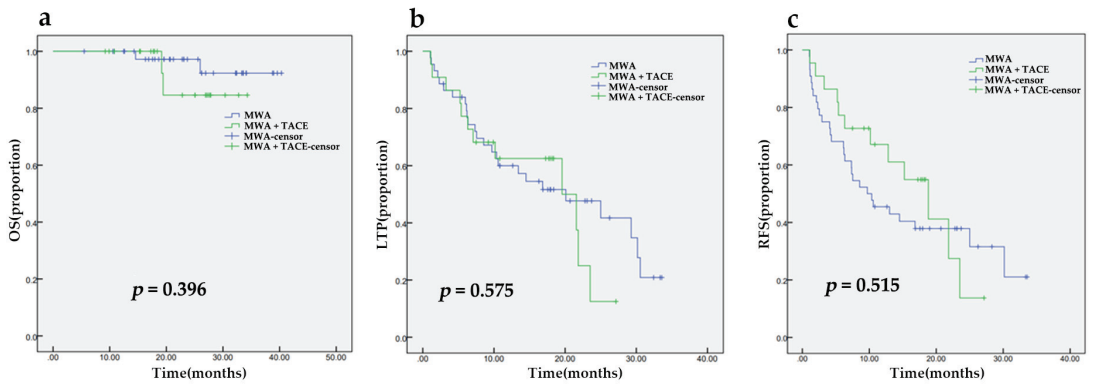 a
OS(proportion)
1.0
0.8
0.6
0.4
0.2
0.0
MWA
MWA + TACE
MWA-censor
MWA + TACE-censor
p = 0.396
.00 10.00 20.00 30.00 40.00 50.00
Time(months)
b
LTP(proportion)
1.0
0.8
0.6
0.4
0.2
0.0
MWA
MWA + TACE
MWA-censor
MWA + TACE-censor
p = 0.575
.00 10.00 20.00 30.00 40.00
Time(months)
c
RFS(proportion)
1.0
0.8
0.6
0.4
0.2
0.0
MWA
MWA + TACE
MWA-censor
MWA + TACE-censor
p = 0.515
.00 10.00 20.00 30.00 40.00
Time(months)